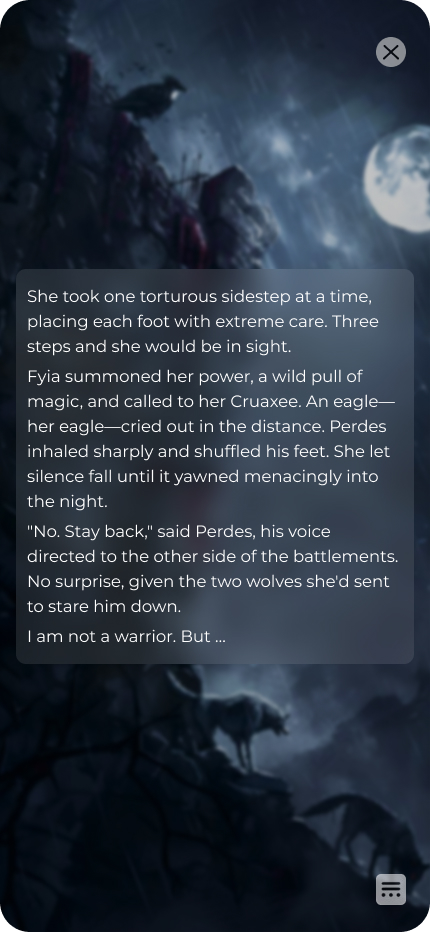 She took one torturous sidestep at a time,
placing each foot with extreme care. Three
steps and she would be in sight.
Fyia summoned her power, a wild pull of
magic, and called to her Cruaxee. An eagle—
her eagle—cried out in the distance. Perdes
inhaled sharply and shuffled his feet. She let
silence fall until it yawned menacingly into
the night.
"No. Stay back," said Perdes, his voice
directed to the other side of the battlements.
No surprise, given the two wolves she'd sent
to stare him down.
I am not a warrior. But ...